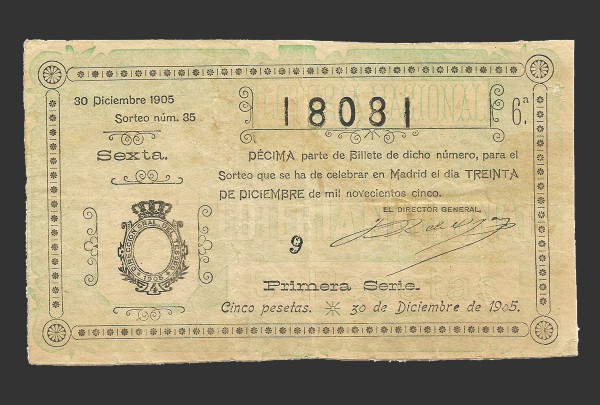 30 Diciembre 1905
Sorteo núm. 35
18081
6.ª
Sexta.
DÉCIMA parte de Billete de dicho número, para el
Sorteo que se ha de celebrar en Madrid el día TREINTA
DE DICIEMBRE de mil novecientos cinco.
EL DIRECTOR GENERAL,
9
1905
Primera Serie.
Cinco pesetas. 30 de Diciembre de 1905.